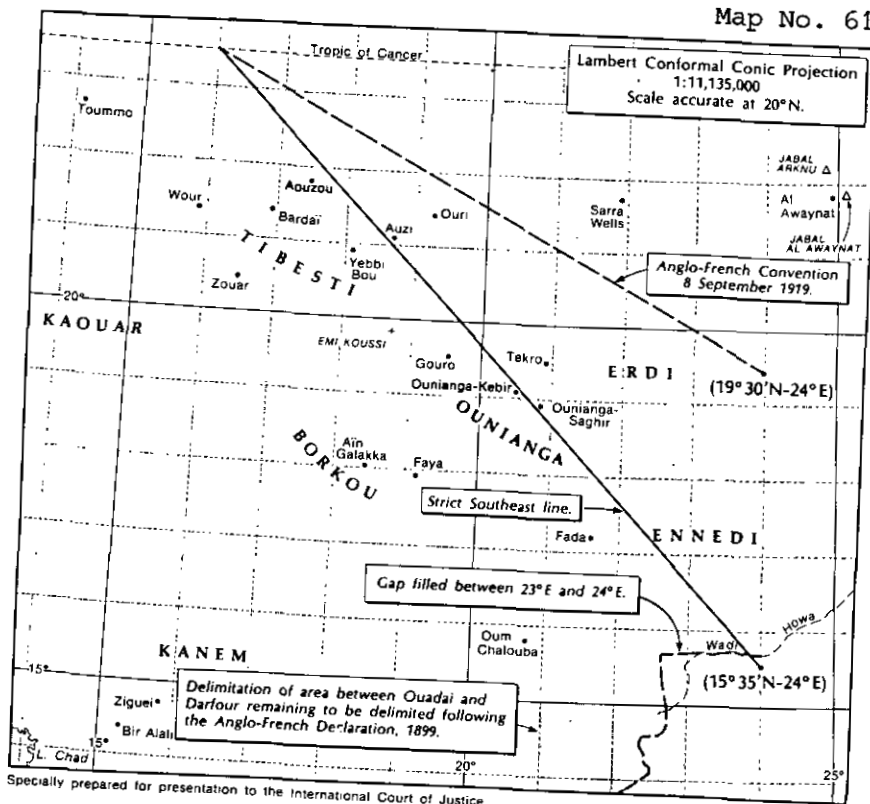 Map No. 61
Tropic of Cancer
Lambert Conformal Conic Projection
1:11,135,000
Scale accurate at 20°N.
Toummo
JABAL
ARKNU
Wour
Aouzou
Bardaï
Ouri
Auzi
Sarra
Wells
Al
Awaynat
JABAL
AL AWAYNAT
TIBESTI
Yebbi
Bou
Zouar
Anglo-French Convention
8 September 1919.
20°
KAOUAR
EMI KOUSSI
Gouro
Tekro
ERDI
(19°30'N-24°E)
Ounianga-Kebir
Ounianga-
Saghir
OUNIANGA
BORKOU
Aïn
Galakka
Faya
Strict Southeast line.
Fada
ENNEDI
Gap filled between 23°E and 24°E.
Howa
Wadi
Oum
Chalouba
(15°35'N-24°E)
KANEM
15°
Delimitation of area between Ouadai and
Darfour remaining to be delimited following
the Anglo-French Declaration, 1899.
Ziguei
Bir Alali
L. Chad
15°
20°
25°
Specially prepared for presentation to the International Court of Justice